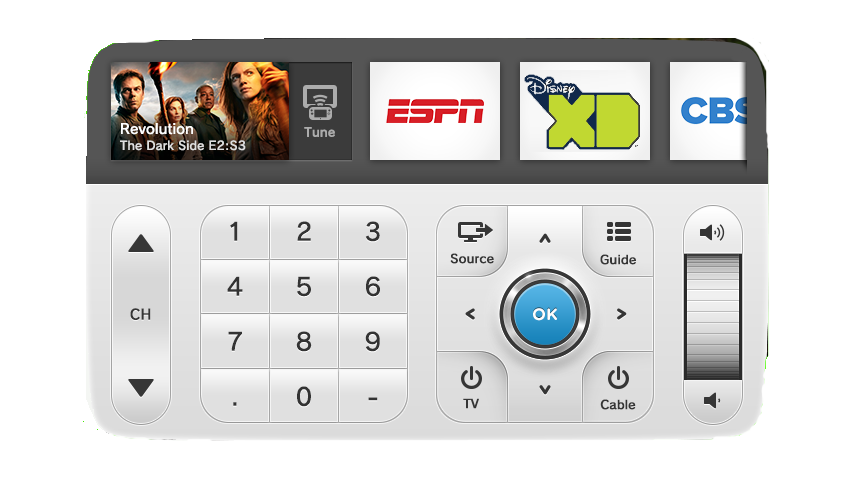 Revolution
The Dark Side E2:S3
Tune
ESPN
Disney
XD
CBS
CH
1 2 3
4 5 6
7 8 9
. 0 -
Source
Guide
OK
TV
Cable